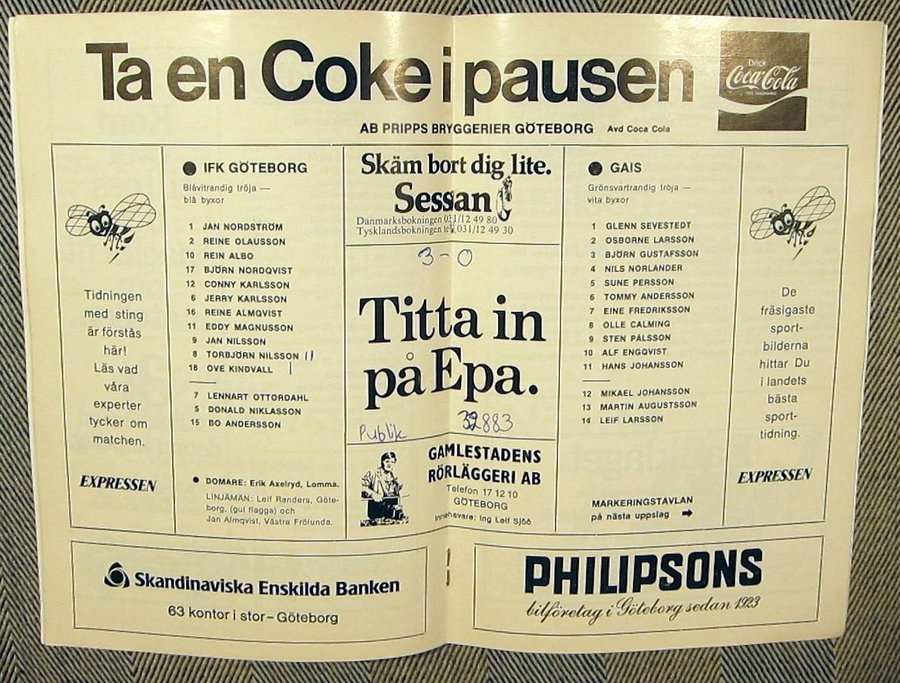 Ta en Coke i pausen
Drick
Coca-Cola
AB PRIPPS BRYGGERIER GÖTEBORG Avd Coca Cola
Tidningen
med sting
är förstås
här!
Läs vad
våra
experter
tycker om
matchen.
EXPRESSEN
IFK GÖTEBORG
Blåvitrandig tröja —
blå byxor
1 JAN NORDSTRÖM
2 REINE OLAUSSON
10 REIN ALBO
17 BJÖRN NORDQVIST
12 CONNY KARLSSON
6 JERRY KARLSSON
16 REINE ALMQVIST
11 EDDY MAGNUSSON
9 JAN NILSSON
8 TORBJÖRN NILSSON II
18 OVE KINDVALL I
7 LENNART OTTORDAHL
5 DONALD NIKLASSON
15 BO ANDERSSON
DOMARE: Erik Axelryd, Lomma.
LINJÄMÄN: Leif Randers, Göte-
borg, (gul flagga) och
Jan Almqvist, Västra Frölunda.
Skäm bort dig lite.
Sessan
Danmarksbokningen 031/12 49 80
Tysklandsbokningen tel 031/12 49 30
3-0
Titta in
på Epa.
Publik 32883
GAMLESTADENS
RÖRLÄGGERI AB
Telefon 17 12 10
GÖTEBORG
Innehavare: Ing Leif Sjöö
GAIS
Grönsvartrandig tröja —
vita byxor
1 GLENN SEVESTEDT
2 OSBORNE LARSSON
3 BJÖRN GUSTAFSSON
4 NILS NORLANDER
5 SUNE PERSSON
6 TOMMY ANDERSSON
7 EINE FREDRIKSSON
8 OLLE CALMING
9 STEN PÅLSSON
10 ALF ENGQVIST
11 HANS JOHANSSON
12 MIKAEL JOHANSSON
13 MARTIN AUGUSTSSON
14 LEIF LARSSON
MARKERINGSTAVLAN
på nästa uppslag
De
fräsigaste
sport-
bilderna
hittar Du
i landets
bästa
sport-
tidning.
EXPRESSEN
Skandinaviska Enskilda Banken
63 kontor i stor-Göteborg
PHILIPSONS
bilföretag i Göteborg sedan 1923